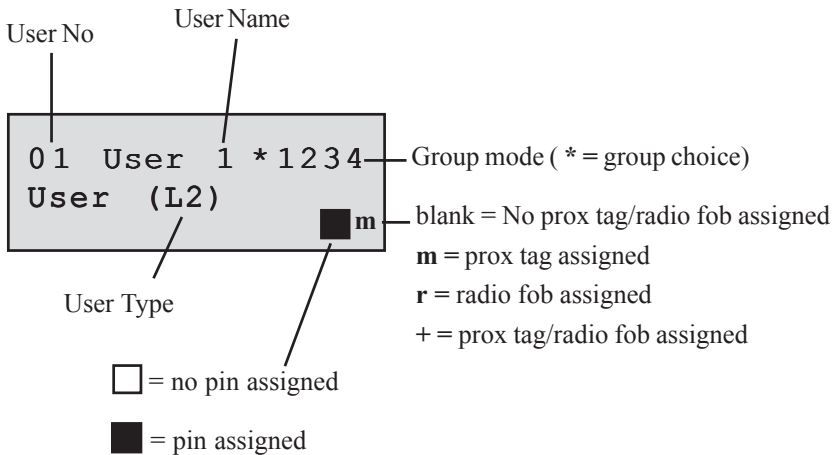 User No
User Name
01 User 1 *1234
User (L2)
m
Group mode ( * = group choice)
blank = No prox tag/radio fob assigned
m = prox tag assigned
r = radio fob assigned
+ = prox tag/radio fob assigned
User Type
= no pin assigned
= pin assigned